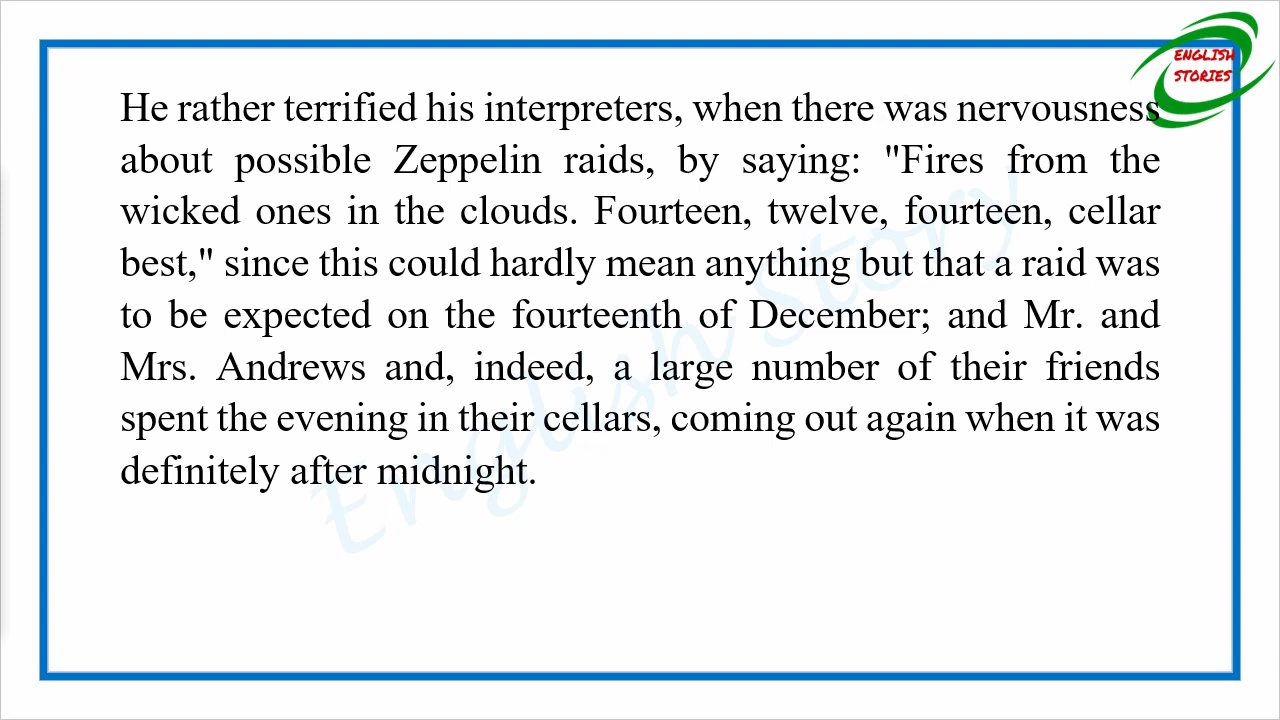 ENGLISH
STORIES
He rather terrified his interpreters, when there was nervousness
about possible Zeppelin raids, by saying: "Fires from the
wicked ones in the clouds. Fourteen, twelve, fourteen, cellar
best," since this could hardly mean anything but that a raid was
to be expected on the fourteenth of December; and Mr. and
Mrs. Andrews and, indeed, a large number of their friends
spent the evening in their cellars, coming out again when it was
definitely after midnight.
English Story